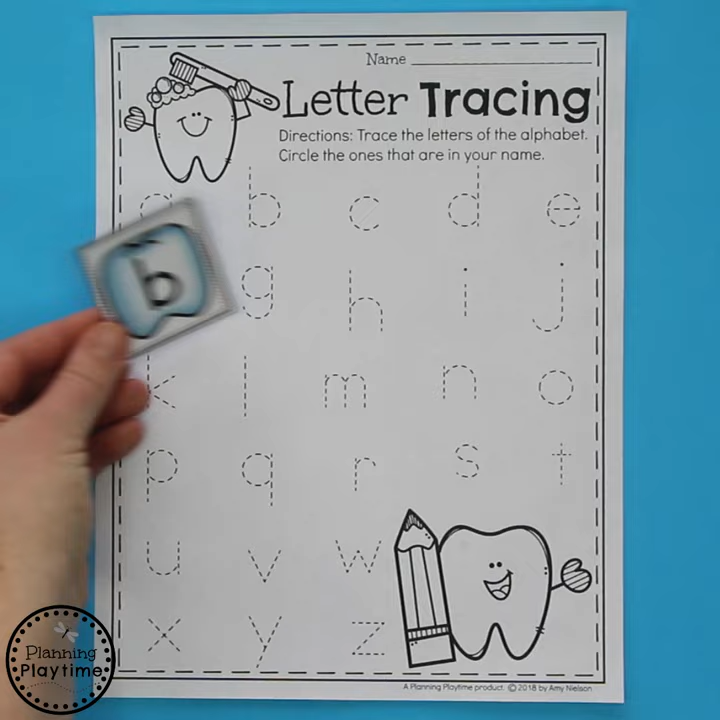 Name
Letter Tracing
Directions: Trace the letters of the alphabet.
Circle the ones that are in your name.
a b c d e
b g h i j
k l m n o
p q r s t
u v w
x y z
Planning
Playtime
A Planning Playtime product. © 2018 by Amy Nielson